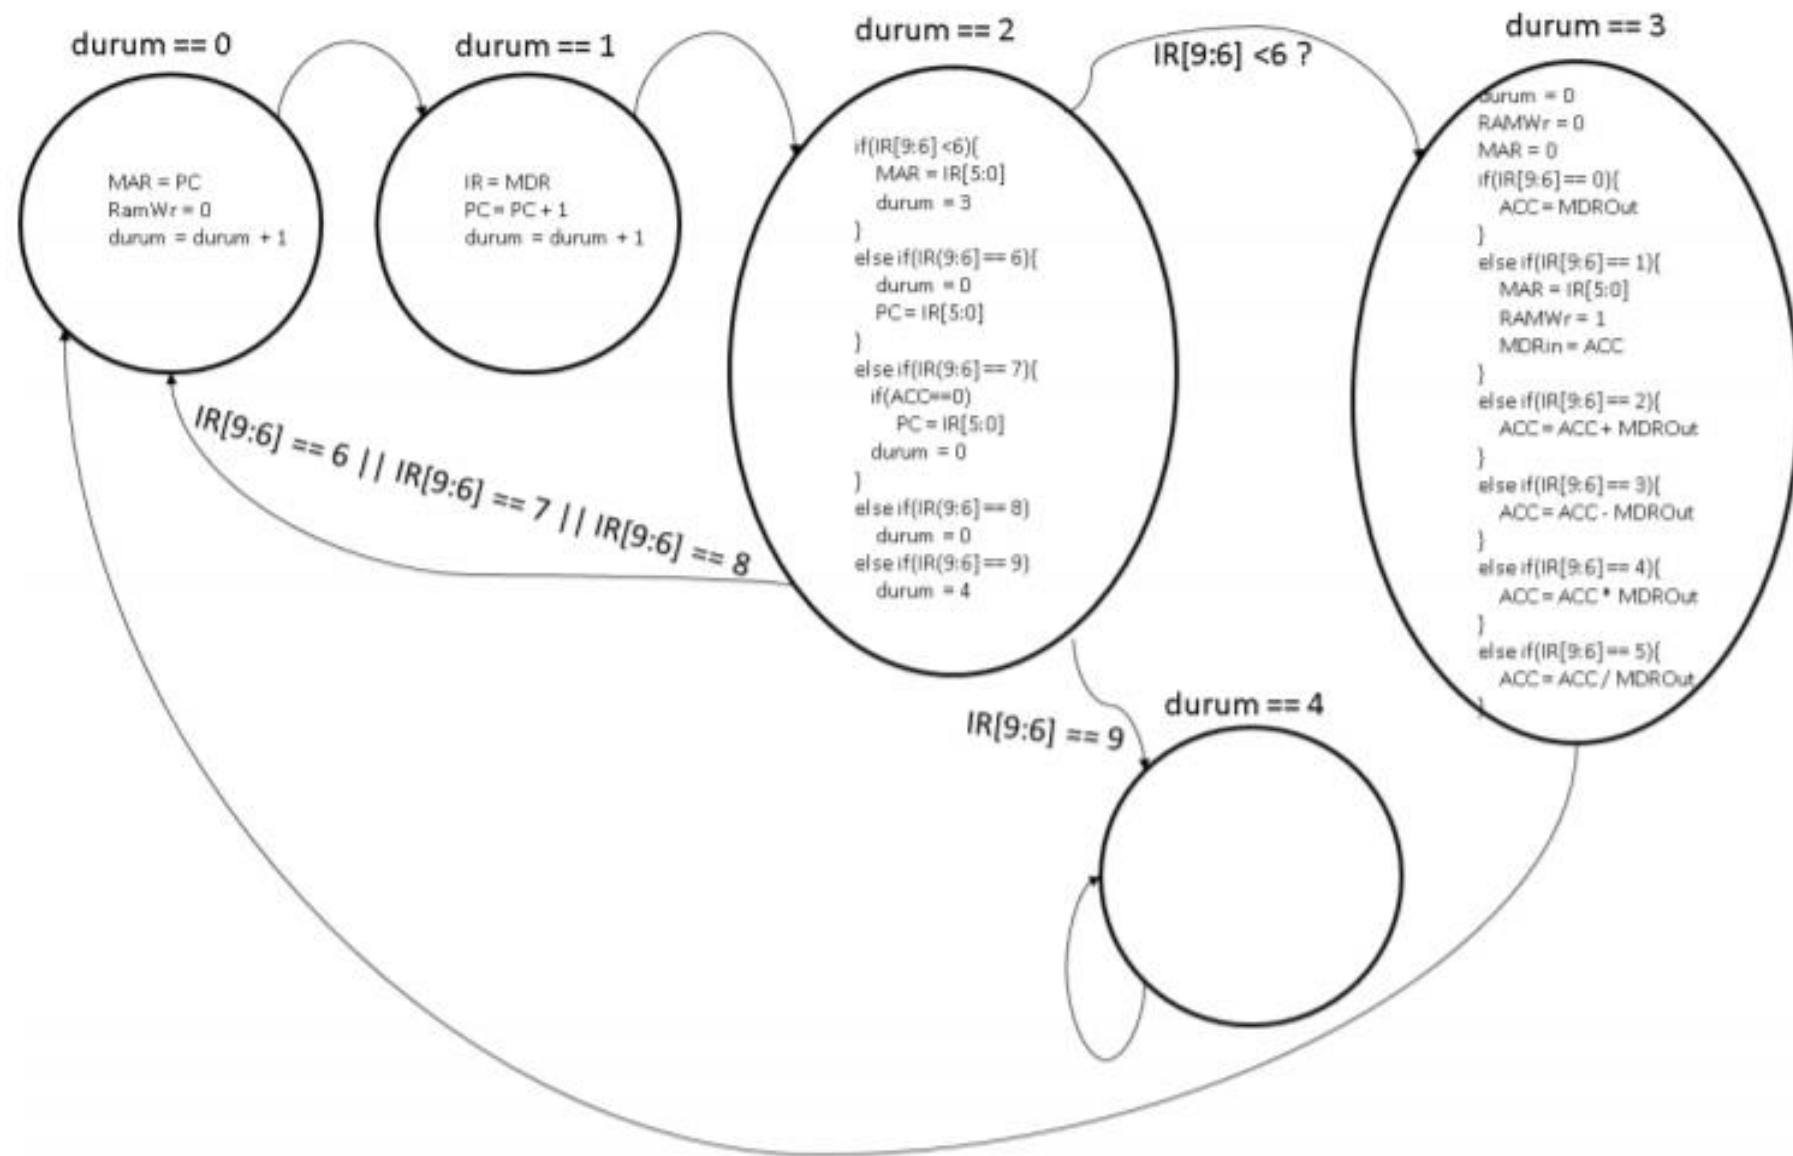 durum == 0
MAR = PC
RamWr = 0
durum = durum + 1
durum == 1
IR = MDR
PC = PC + 1
durum = durum + 1
durum == 2
if(IR[9:6] <6){
MAR = IR[5:0]
durum = 3
}
else if(IR(9:6] == 6){
durum = 0
PC = IR[5:0]
}
else if(IR(9:6] == 7){
if(ACC==0)
PC = IR[5:0]
durum = 0
}
else if(IR(9:6] == 8)
durum = 0
else if(IR(9:6] == 9)
durum = 4
IR[9:6] <6 ?
durum == 3
durum = 0
RAMWr = 0
MAR = 0
if(IR[9:6] == 0){
ACC = MDROut
}
else if(IR[9:6] == 1){
MAR = IR[5:0]
RAMWr = 1
MDRin = ACC
}
else if(IR[9:6] == 2){
ACC = ACC + MDROut
}
else if(IR[9:6] == 3){
ACC = ACC - MDROut
}
else if(IR[9:6] == 4){
ACC = ACC * MDROut
}
else if(IR[9:6] == 5){
ACC = ACC / MDROut
}
IR[9:6] == 6 || IR[9:6] == 7 || IR[9:6] == 8
IR[9:6] == 9
durum == 4